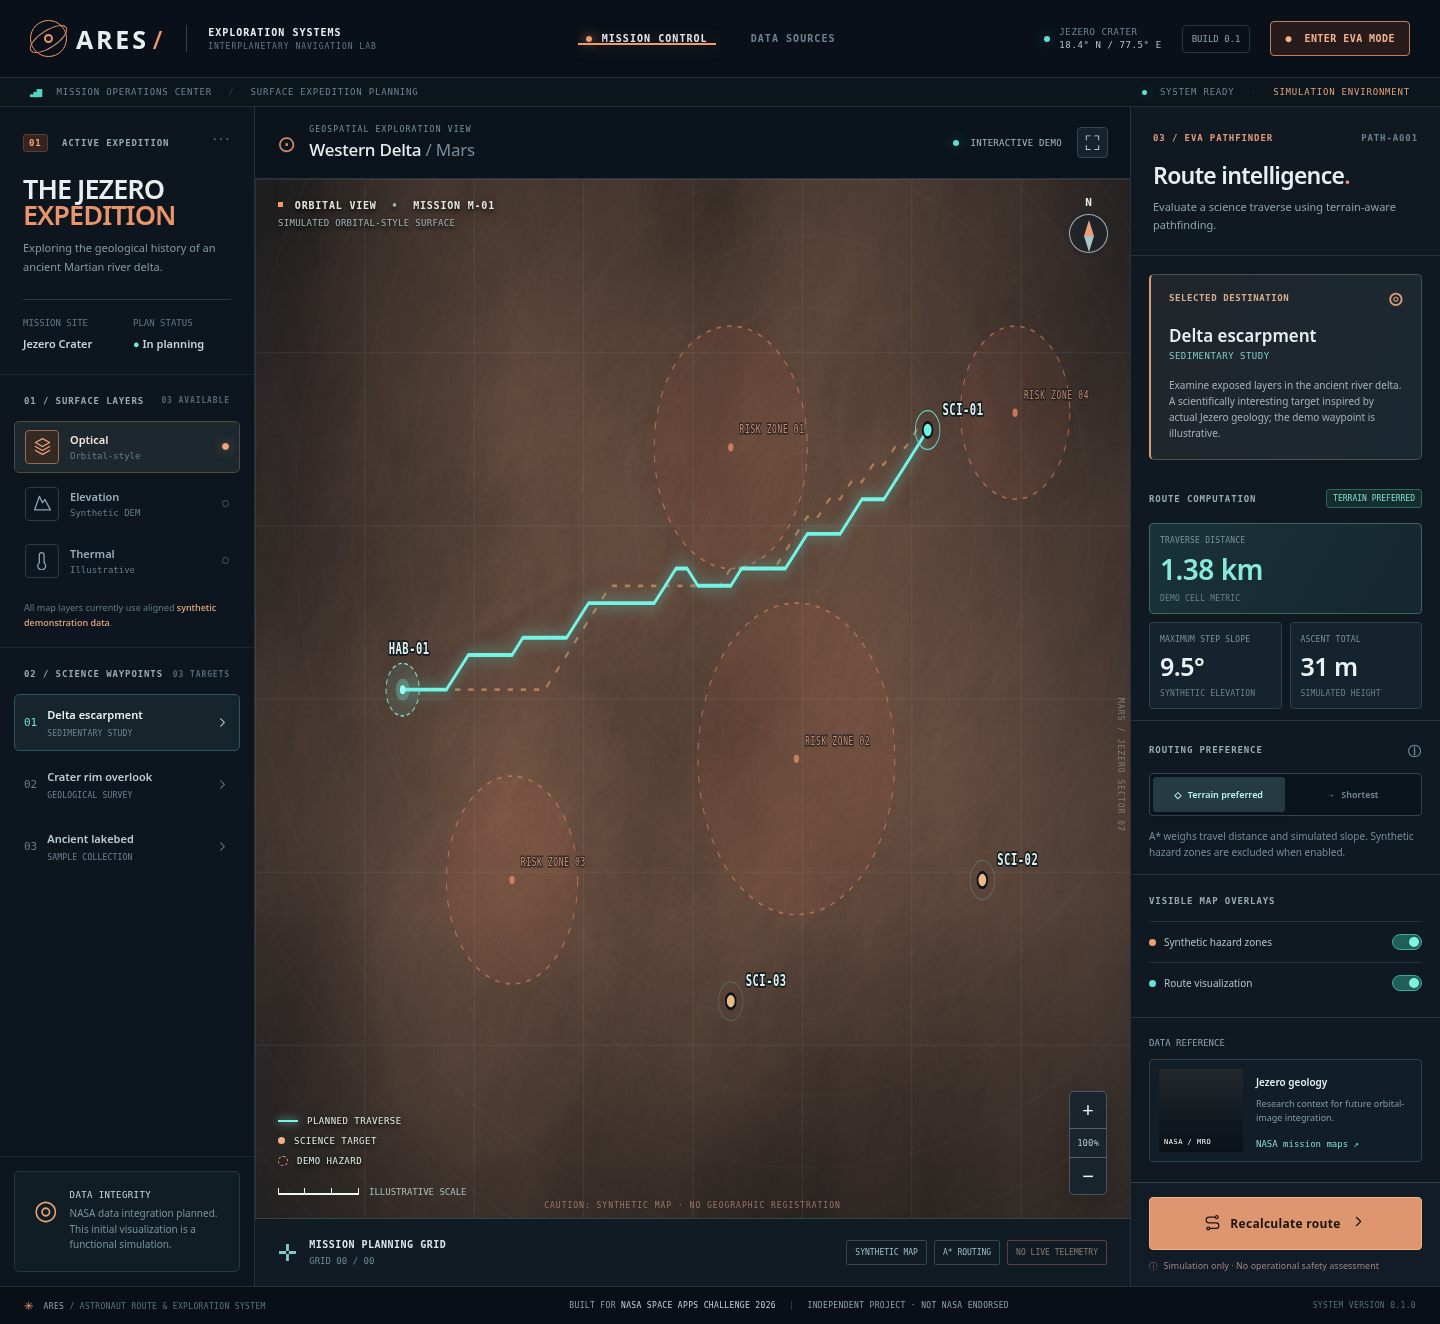 ARES/
EXPLORATION SYSTEMS
INTERPLANETARY NAVIGATION LAB
MISSION CONTROL
DATA SOURCES
JEZERO CRATER
18.4° N / 77.5° E
BUILD 0.1
ENTER EVA MODE
MISSION OPERATIONS CENTER / SURFACE EXPEDITION PLANNING
SYSTEM READY · SIMULATION ENVIRONMENT
01 ACTIVE EXPEDITION ...
THE JEZERO
EXPEDITION
Exploring the geological history of an
ancient Martian river delta.
MISSION SITE
Jezero Crater
PLAN STATUS
● In planning
01 / SURFACE LAYERS 03 AVAILABLE
Optical
Orbital-style
Elevation
Synthetic DEM
Thermal
Illustrative
All map layers currently use aligned synthetic
demonstration data.
02 / SCIENCE WAYPOINTS 03 TARGETS
01 Delta escarpment
SEDIMENTARY STUDY
02 Crater rim overlook
GEOLOGICAL SURVEY
03 Ancient lakebed
SAMPLE COLLECTION
DATA INTEGRITY
NASA data integration planned.
This initial visualization is a
functional simulation.
GEOSPATIAL EXPLORATION VIEW
Western Delta / Mars
INTERACTIVE DEMO
ORBITAL VIEW • MISSION M-01
SIMULATED ORBITAL-STYLE SURFACE
N
RISK ZONE 04
SCI-01
RISK ZONE 01
HAB-01
RISK ZONE 02
MARS / JEZERO SECTOR 07
RISK ZONE 03
SCI-02
SCI-03
PLANNED TRAVERSE
SCIENCE TARGET
DEMO HAZARD
ILLUSTRATIVE SCALE
CAUTION: SYNTHETIC MAP · NO GEOGRAPHIC REGISTRATION
+
100%
−
MISSION PLANNING GRID
GRID 00 / 00
SYNTHETIC MAP
A* ROUTING
NO LIVE TELEMETRY
03 / EVA PATHFINDER PATH-A001
Route intelligence.
Evaluate a science traverse using terrain-aware
pathfinding.
SELECTED DESTINATION
Delta escarpment
SEDIMENTARY STUDY
Examine exposed layers in the ancient river delta.
A scientifically interesting target inspired by
actual Jezero geology; the demo waypoint is
illustrative.
ROUTE COMPUTATION TERRAIN PREFERRED
TRAVERSE DISTANCE
1.38 km
DEMO CELL METRIC
MAXIMUM STEP SLOPE
9.5°
SYNTHETIC ELEVATION
ASCENT TOTAL
31 m
SIMULATED HEIGHT
ROUTING PREFERENCE ⓘ
◇ Terrain preferred
→ Shortest
A* weighs travel distance and simulated slope. Synthetic
hazard zones are excluded when enabled.
VISIBLE MAP OVERLAYS
Synthetic hazard zones
Route visualization
DATA REFERENCE
NASA / MRO
Jezero geology
Research context for future orbital-
image integration.
NASA mission maps ↗
Recalculate route
ⓘ Simulation only · No operational safety assessment
ARES / ASTRONAUT ROUTE & EXPLORATION SYSTEM
BUILT FOR NASA SPACE APPS CHALLENGE 2026 | INDEPENDENT PROJECT · NOT NASA ENDORSED
SYSTEM VERSION 0.1.0